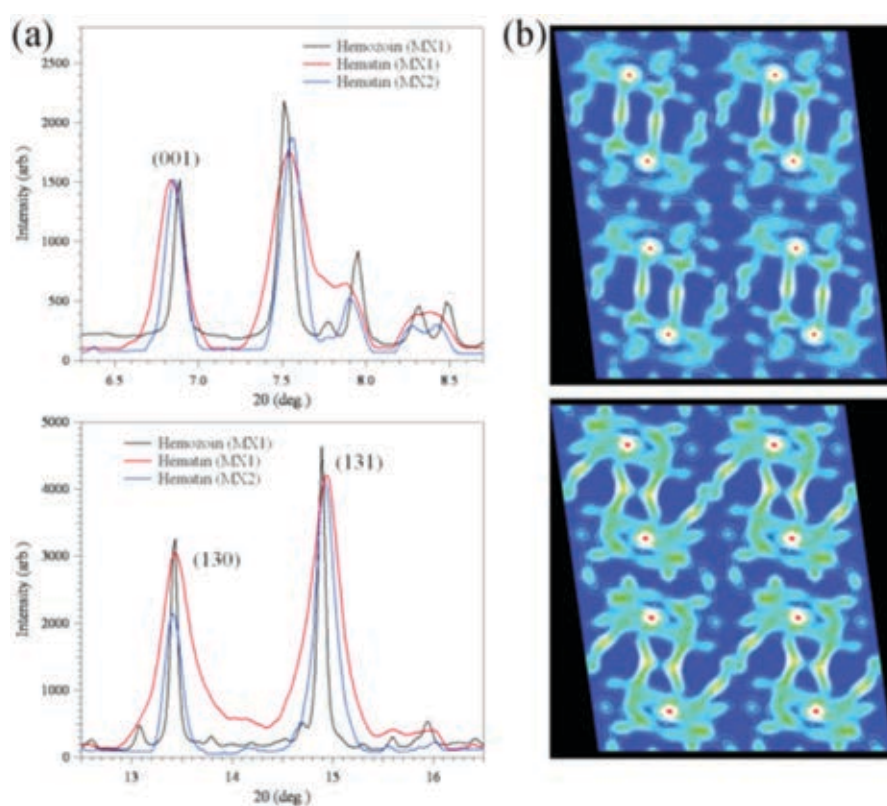 (a)
(b)
Hemozoin (MX1)
Hematin (MX1)
Hematin (MX2)
(001)
Intensity (arb.)
2500
2000
1500
1000
500
0
6.5 7.0 7.5 8.0 8.5
2θ (deg.)
5000
4000
3000
2000
1000
0
Hemozoin (MX1)
Hematin (MX1)
Hematin (MX2)
(131)
(130)
Intensity (arb.)
13 14 15 16
2θ (deg.)